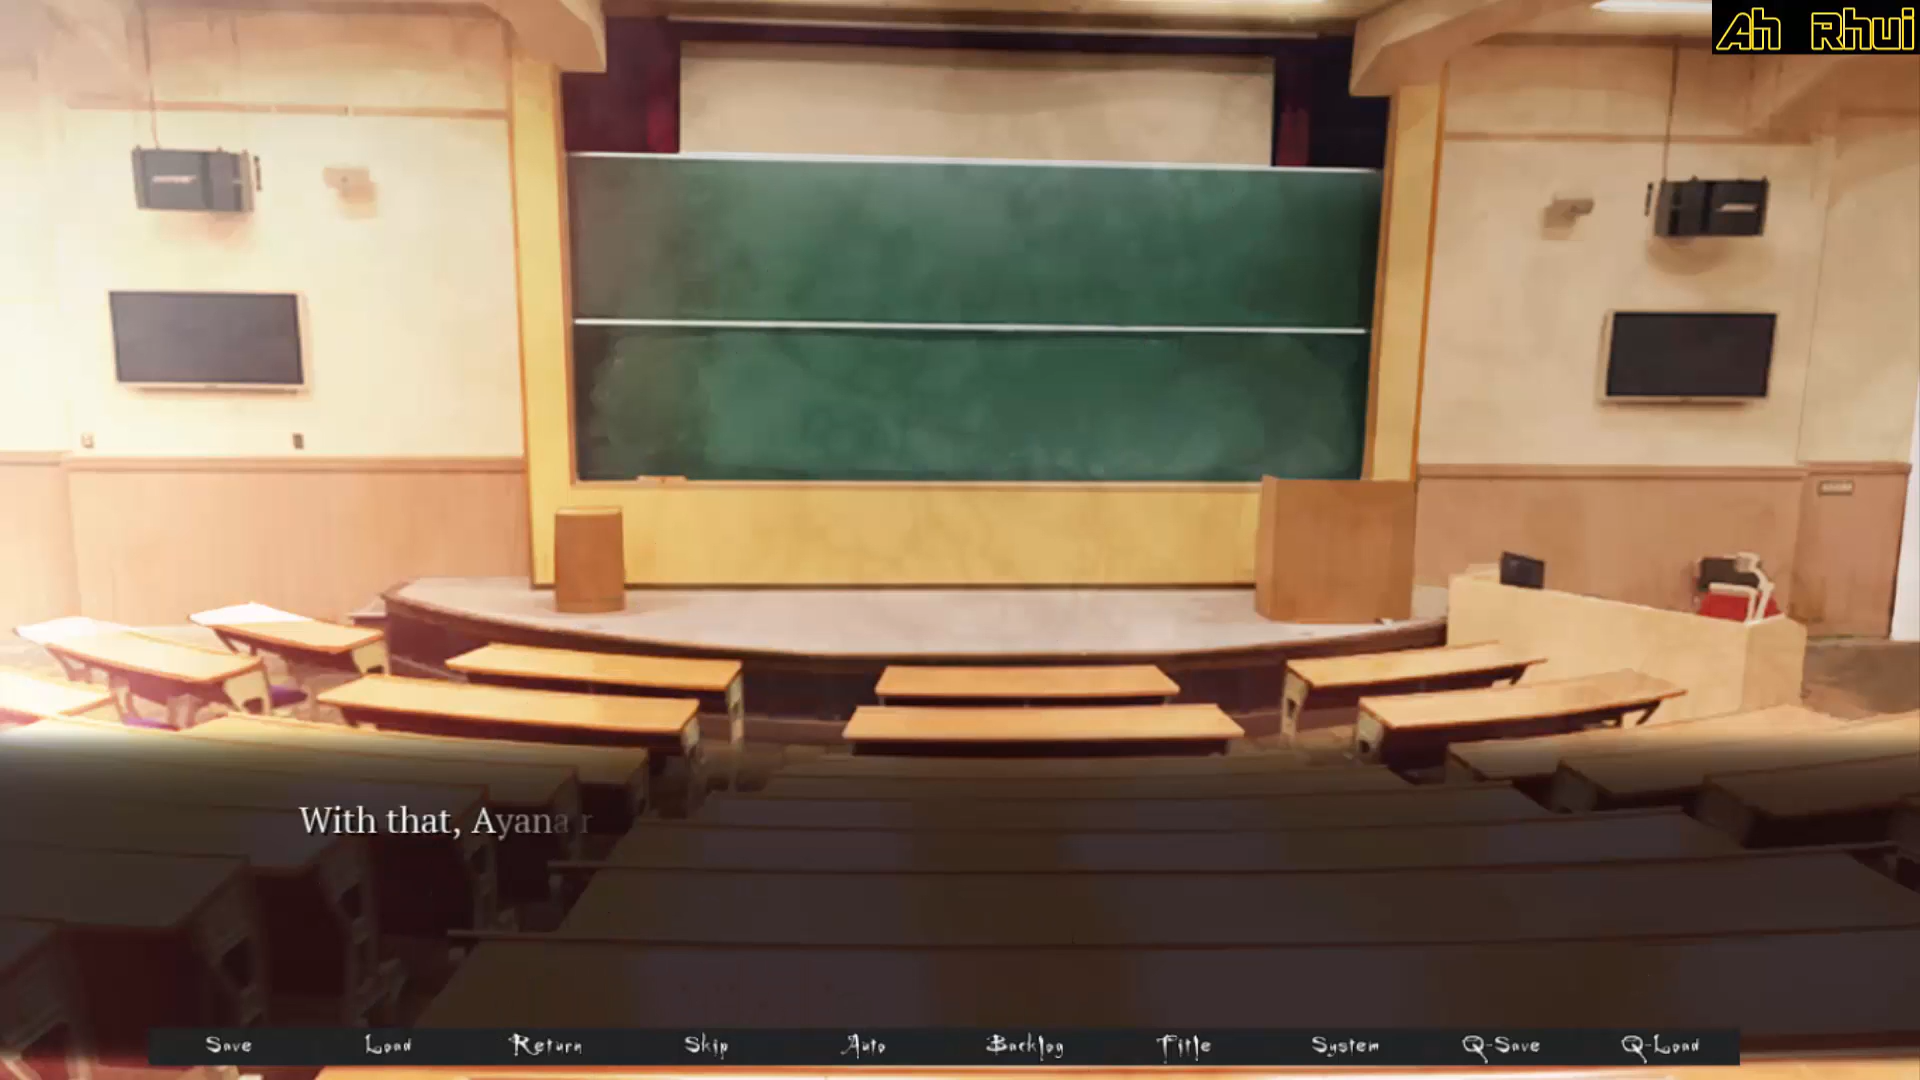 Ah Rhui
With that, Ayana r
Save Load Return Skip Auto Backlog Title System Q-Save Q-Load